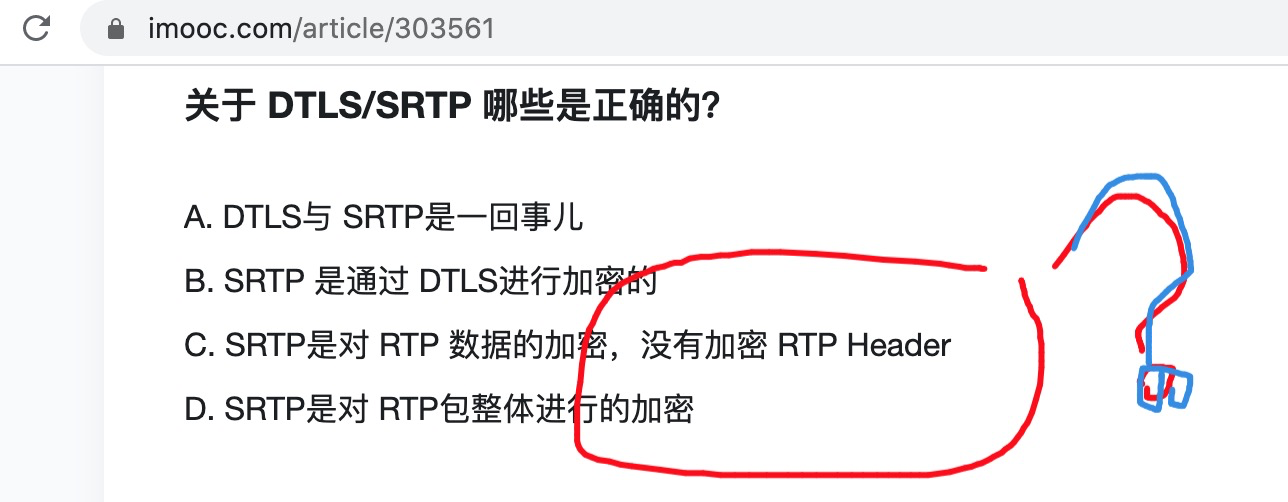 imooc.com/article/303561
关于 DTLS/SRTP 哪些是正确的?
A. DTLS与 SRTP是一回事儿
B. SRTP 是通过 DTLS进行加密的
C. SRTP是对 RTP 数据的加密，没有加密 RTP Header
D. SRTP是对 RTP包整体进行的加密